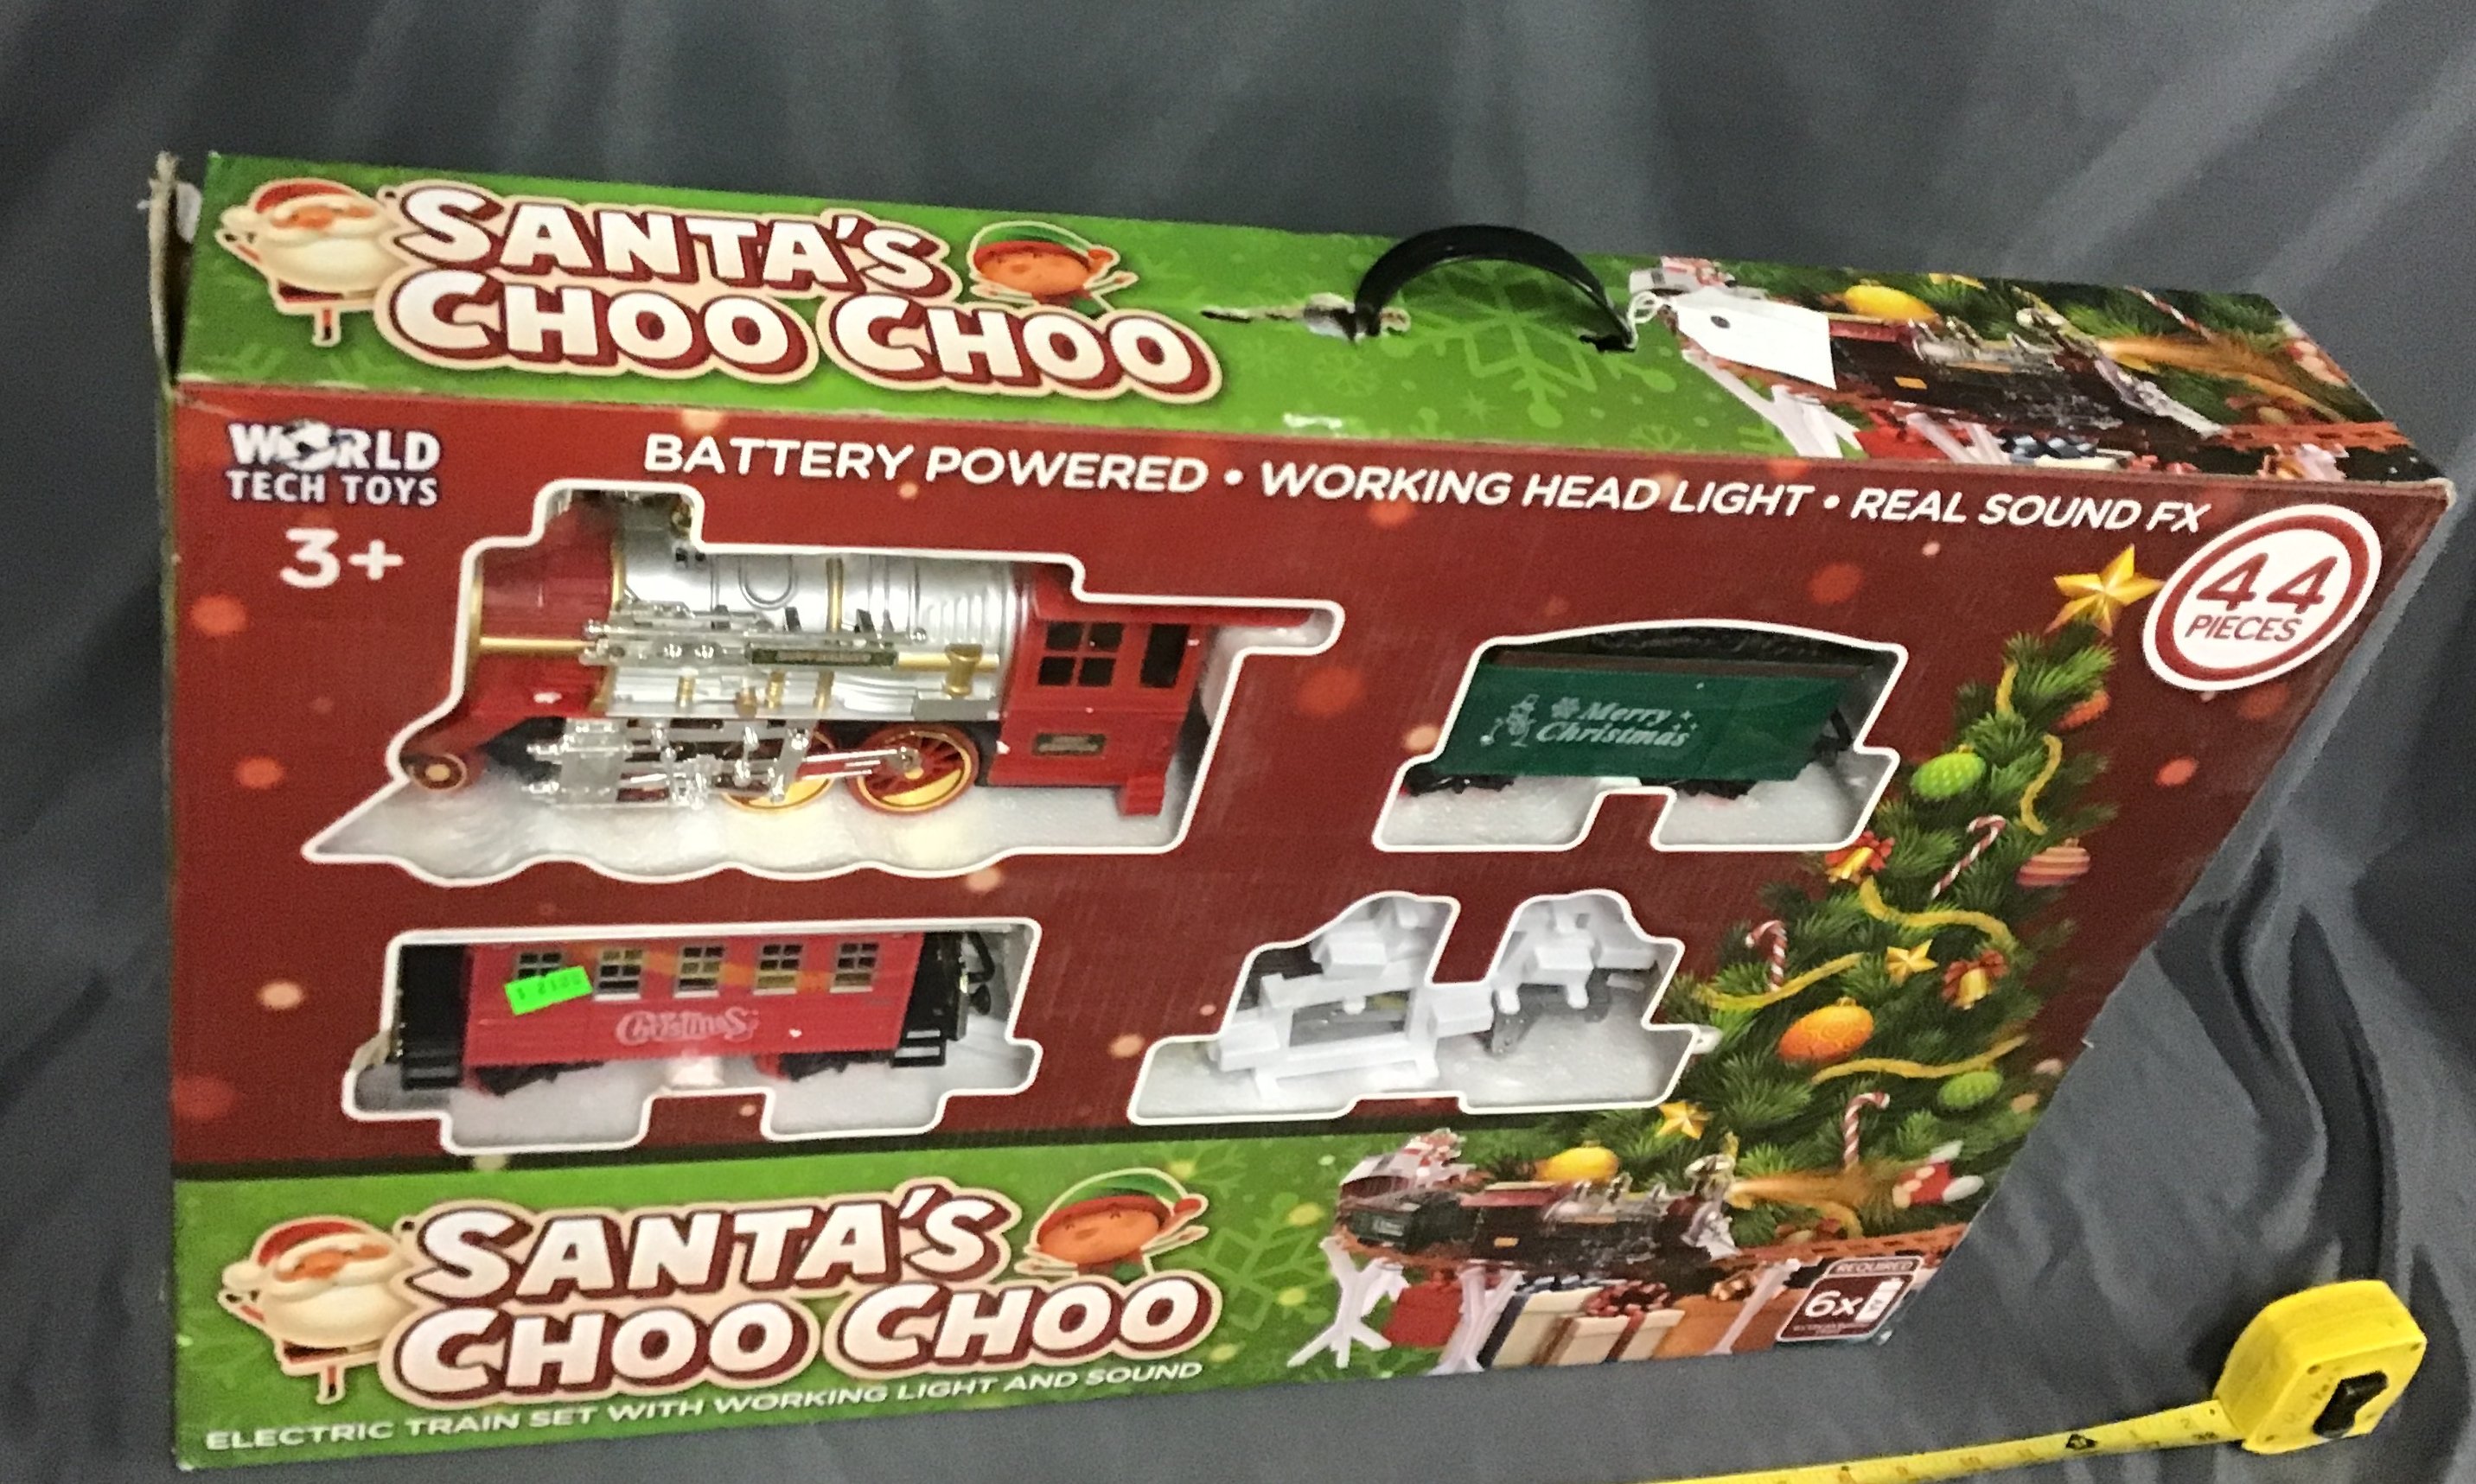 SANTA'S
CHOO CHOO
WORLD
TECH TOYS
3+
BATTERY POWERED • WORKING HEAD LIGHT • REAL SOUND FX
44
PIECES
Merry
Christmas
Christmas
SANTA'S
CHOO CHOO
ELECTRIC TRAIN SET WITH WORKING LIGHT AND SOUND
REQUIRED
6x